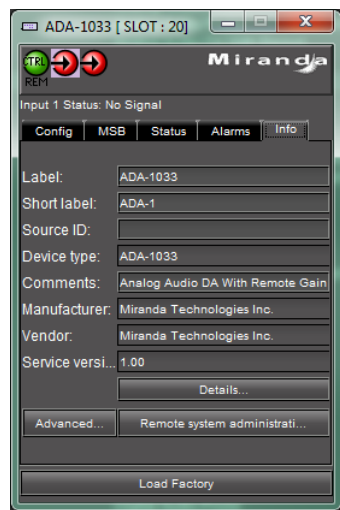 ADA-1033 [ SLOT : 20]
CTRL
REM
Miranda
Input 1 Status: No Signal
Config MSB Status Alarms Info
Label: ADA-1033
Short label: ADA-1
Source ID:
Device type: ADA-1033
Comments: Analog Audio DA With Remote Gain
Manufacturer: Miranda Technologies Inc.
Vendor: Miranda Technologies Inc.
Service versi... 1.00
Details...
Advanced... Remote system administrati...
Load Factory